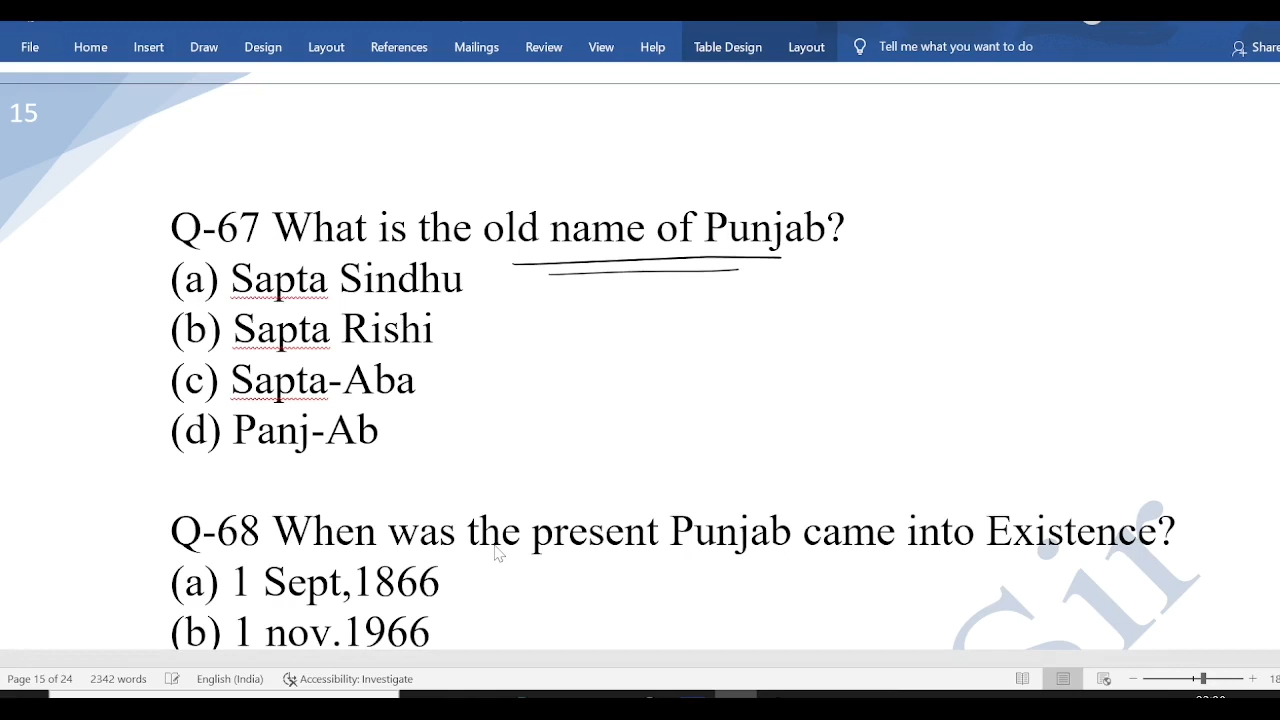 File Home Insert Draw Design Layout References Mailings Review View Help Table Design Layout Tell me what you want to do Share
15
Q-67 What is the old name of Punjab?
(a) Sapta Sindhu
(b) Sapta Rishi
(c) Sapta-Aba
(d) Panj-Ab
Q-68 When was the present Punjab came into Existence?
(a) 1 Sept,1866
(b) 1 nov.1966
Sir
Page 15 of 24 2342 words English (India) Accessibility: Investigate